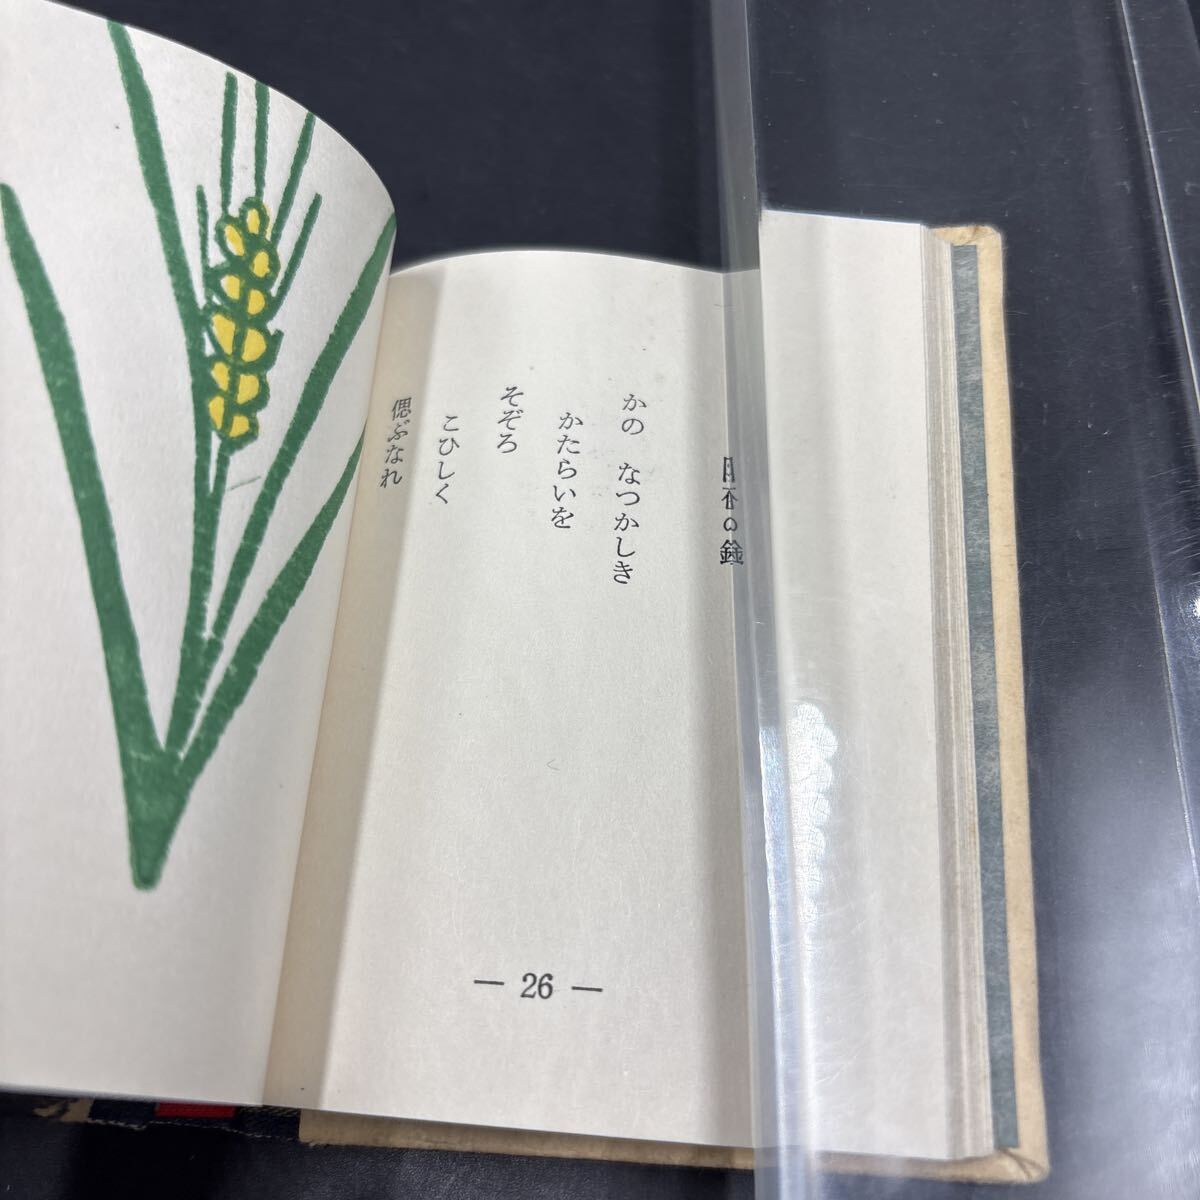 かの　なつかしき
かたらいを
そぞろ
こひしく
偲ぶなれ
— 26 —